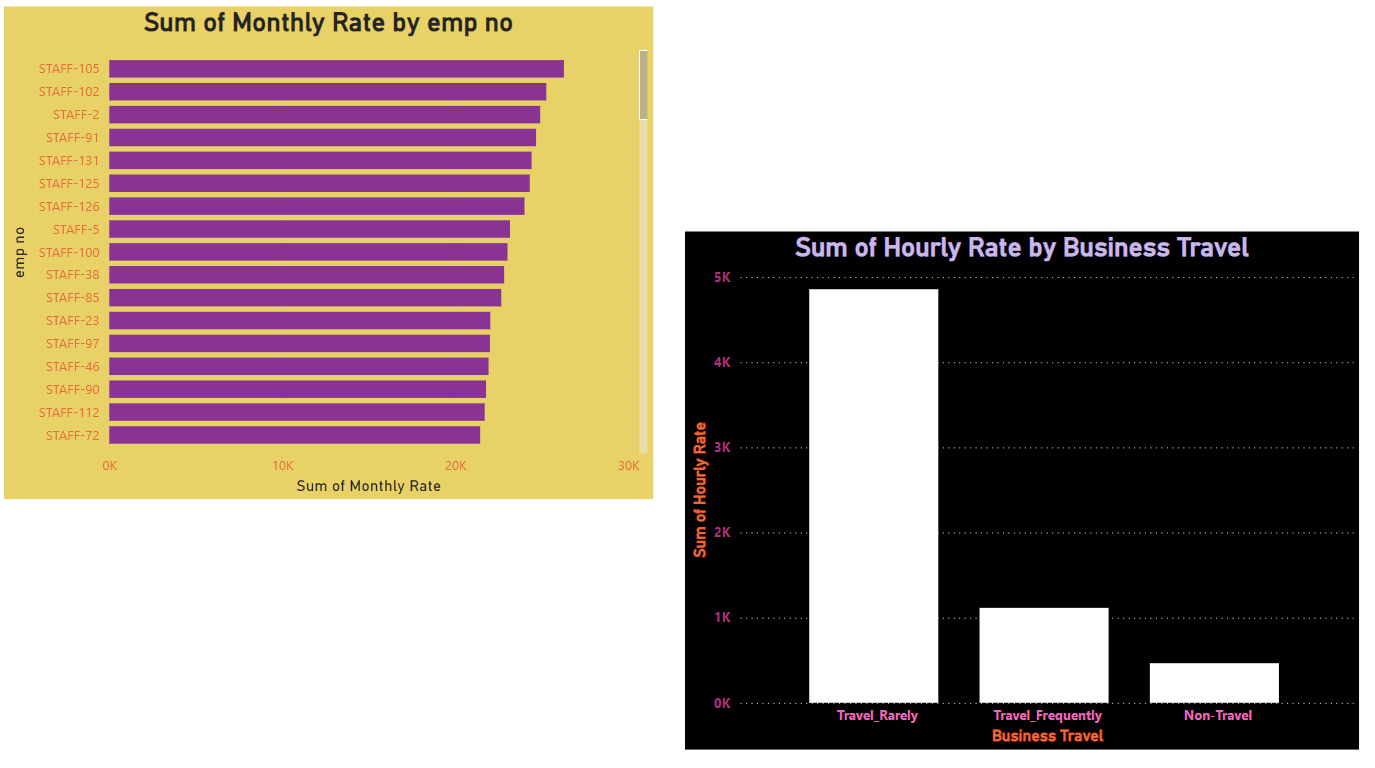 Sum of Monthly Rate by emp no
STAFF-105
STAFF-102
STAFF-2
STAFF-91
STAFF-131
STAFF-125
STAFF-126
STAFF-5
STAFF-100
STAFF-38
STAFF-85
STAFF-23
STAFF-97
STAFF-46
STAFF-90
STAFF-112
STAFF-72
emp no
0K 10K 20K 30K
Sum of Monthly Rate
Sum of Hourly Rate by Business Travel
5K
4K
3K
2K
1K
0K
Sum of Hourly Rate
Travel_Rarely Travel_Frequently Non-Travel
Business Travel